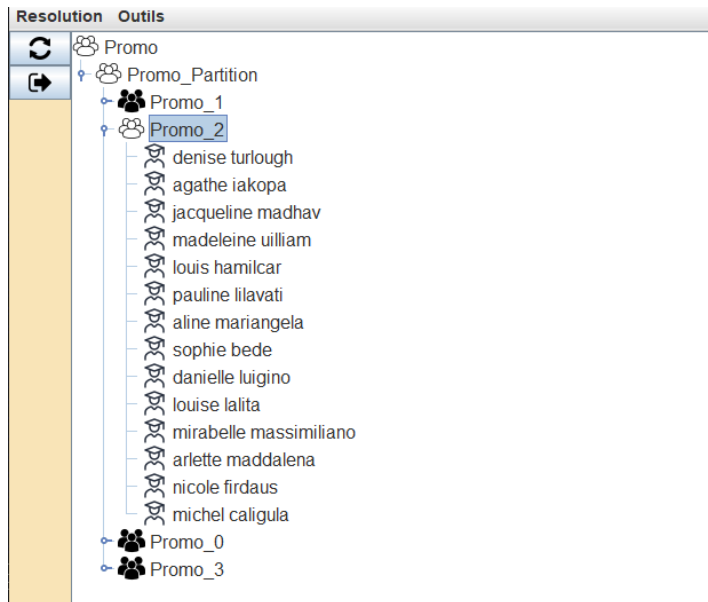 Resolution Outils
Promo
Promo_Partition
Promo_1
Promo_2
denise turlough
agathe iakopa
jacqueline madhav
madeleine uilliam
louis hamilcar
pauline lilavati
aline mariangela
sophie bede
danielle luigino
louise lalita
mirabelle massimiliano
arlette maddalena
nicole firdaus
michel caligula
Promo_0
Promo_3